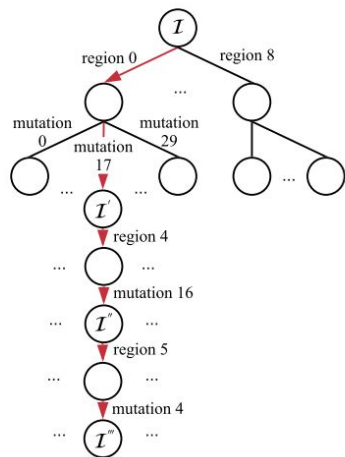 I
region 0
region 8
...
mutation
0
mutation
17
mutation
29
...
...
...
I'
region 4
...
...
mutation 16
...
I''
...
region 5
...
...
mutation 4
...
I'''
...